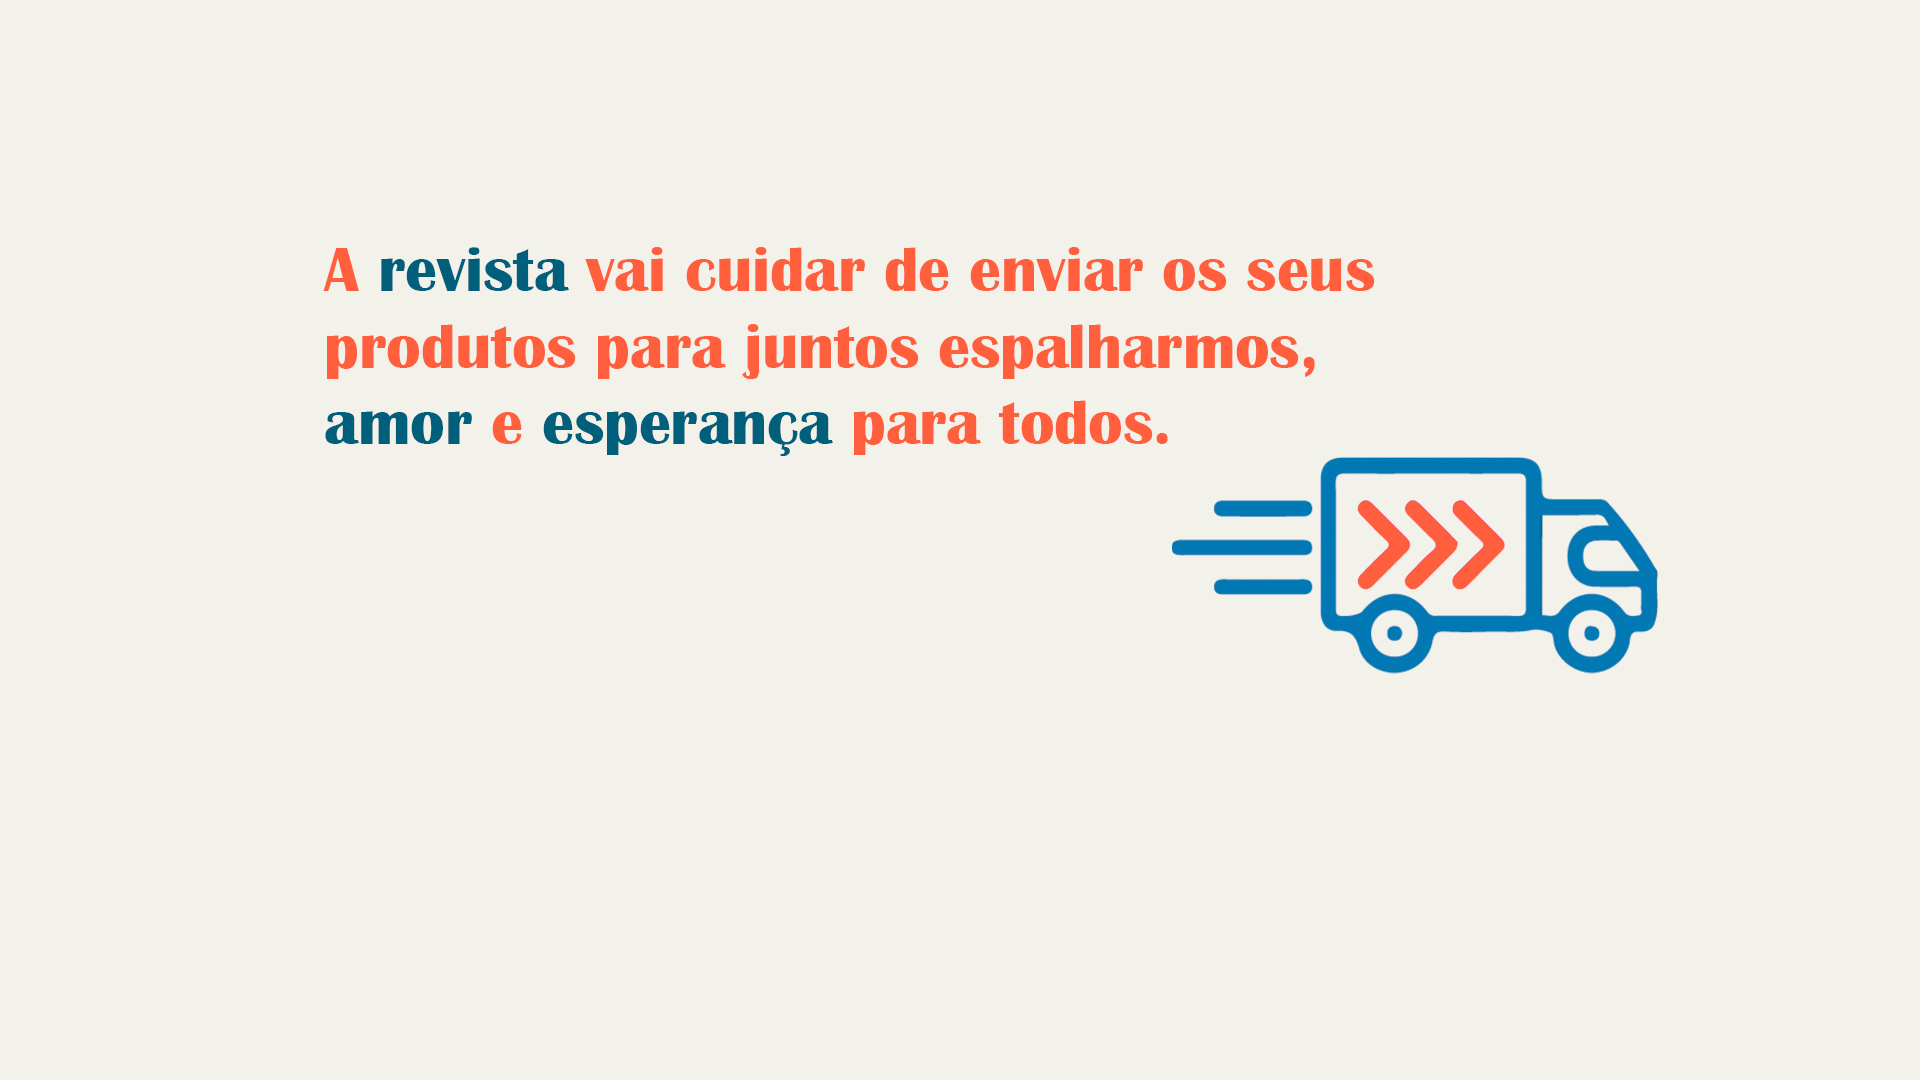 A revista vai cuidar de enviar os seus
produtos para juntos espalharmos,
amor e esperança para todos.